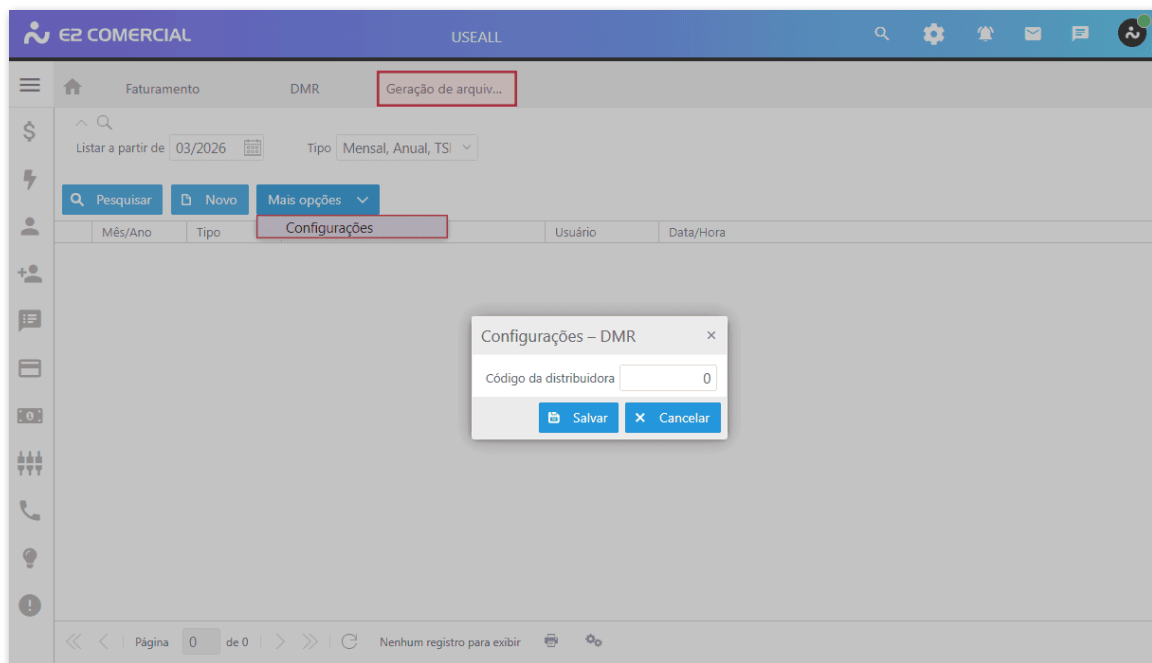 E2 COMERCIAL USEALL
Faturamento DMR Geração de arquiv...
Listar a partir de 03/2026 Tipo Mensal, Anual, TSI
Pesquisar Novo Mais opções
Configurações
Mês/Ano Tipo Usuário Data/Hora
Configurações – DMR
Código da distribuidora 0
Salvar Cancelar
Página 0 de 0 Nenhum registro para exibir